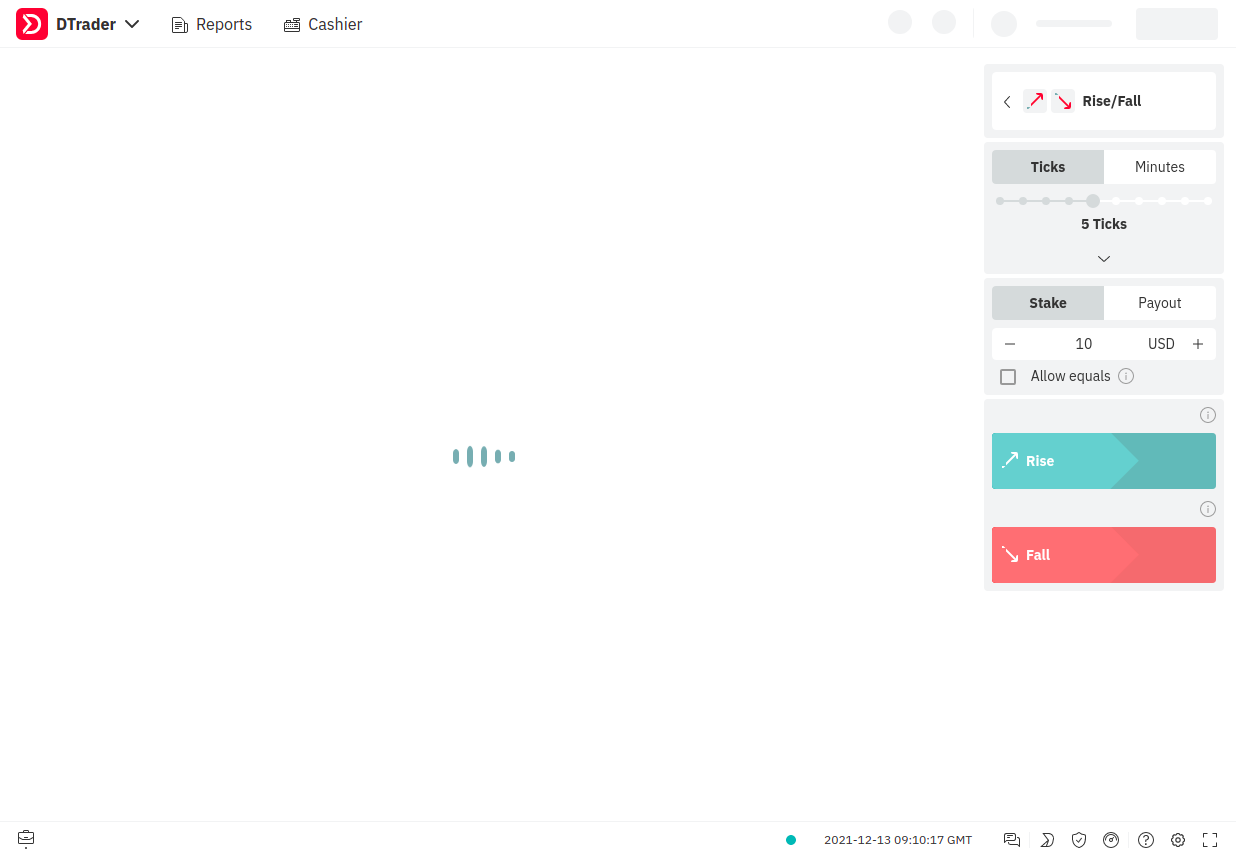 DTrader
Reports
Cashier
Rise/Fall
Ticks
Minutes
5 Ticks
Stake
Payout
10
USD
Allow equals
Rise
Fall
2021-12-13 09:10:17 GMT